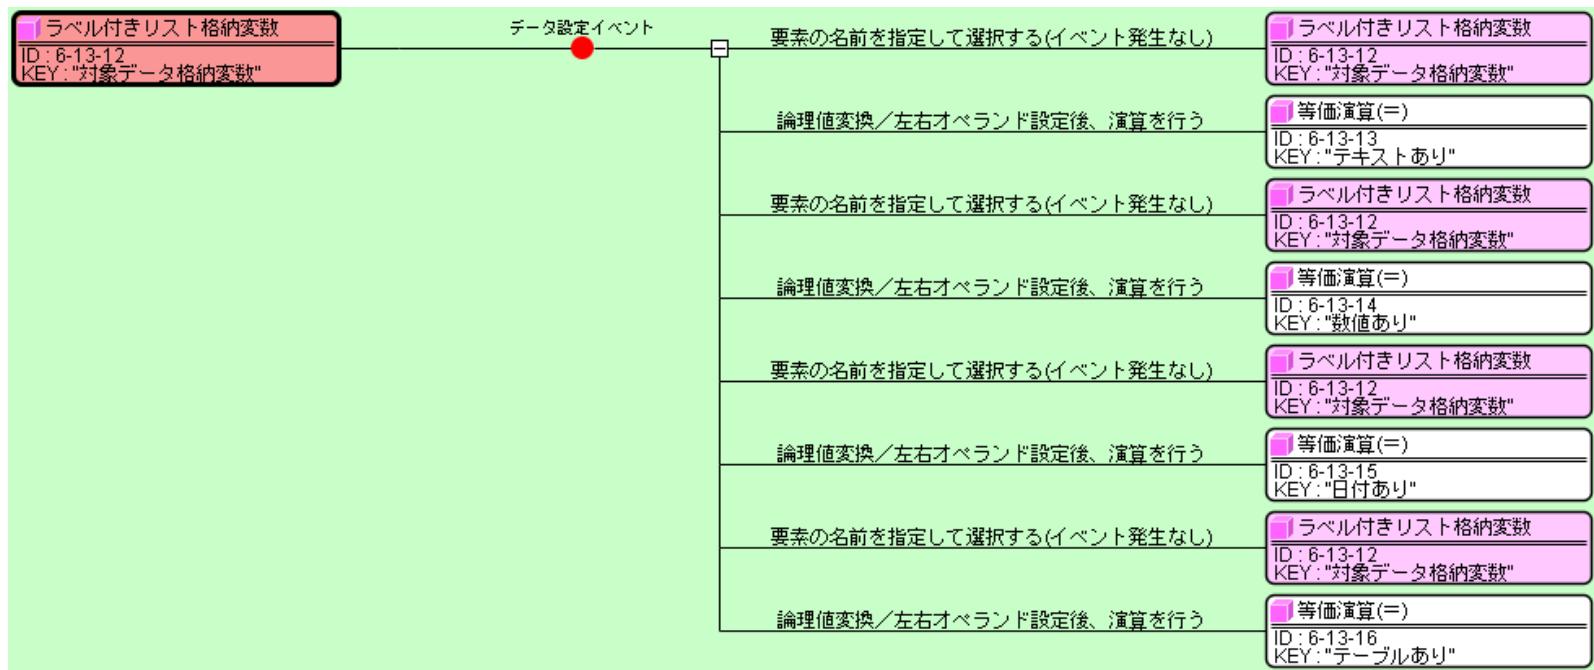 ラベル付きリスト格納変数
ID : 6-13-12
KEY : "対象データ格納変数"
データ設定イベント
要素の名前を指定して選択する(イベント発生なし)
ラベル付きリスト格納変数
ID : 6-13-12
KEY : "対象データ格納変数"
論理値変換／左右オペランド設定後、演算を行う
等価演算(=)
ID : 6-13-13
KEY : "テキストあり"
要素の名前を指定して選択する(イベント発生なし)
ラベル付きリスト格納変数
ID : 6-13-12
KEY : "対象データ格納変数"
論理値変換／左右オペランド設定後、演算を行う
等価演算(=)
ID : 6-13-14
KEY : "数値あり"
要素の名前を指定して選択する(イベント発生なし)
ラベル付きリスト格納変数
ID : 6-13-12
KEY : "対象データ格納変数"
論理値変換／左右オペランド設定後、演算を行う
等価演算(=)
ID : 6-13-15
KEY : "日付あり"
要素の名前を指定して選択する(イベント発生なし)
ラベル付きリスト格納変数
ID : 6-13-12
KEY : "対象データ格納変数"
論理値変換／左右オペランド設定後、演算を行う
等価演算(=)
ID : 6-13-16
KEY : "テーブルあり"